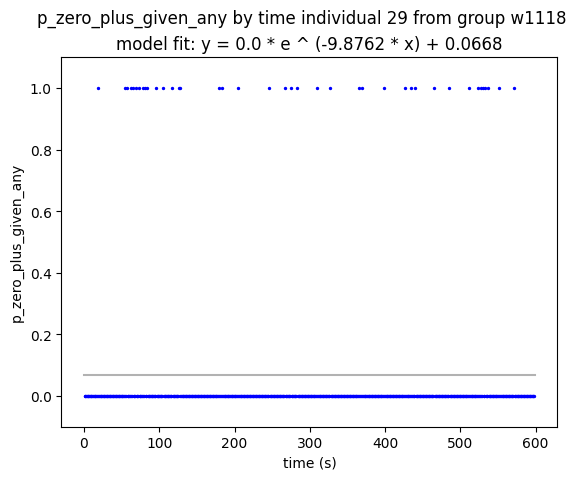 p_zero_plus_given_any by time individual 29 from group w1118
model fit: y = 0.0 * e ^ (-9.8762 * x) + 0.0668
1.0
0.8
0.6
0.4
0.2
0.0
p_zero_plus_given_any
0 100 200 300 400 500 600
time (s)